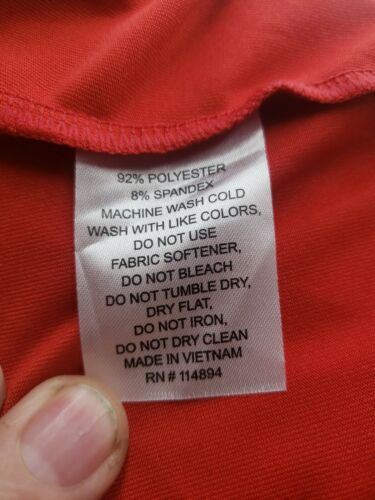 92% POLYESTER
8% SPANDEX
MACHINE WASH COLD
WASH WITH LIKE COLORS,
DO NOT USE
FABRIC SOFTENER,
DO NOT BLEACH
DO NOT TUMBLE DRY,
DRY FLAT,
DO NOT IRON,
DO NOT DRY CLEAN
MADE IN VIETNAM
RN # 114894